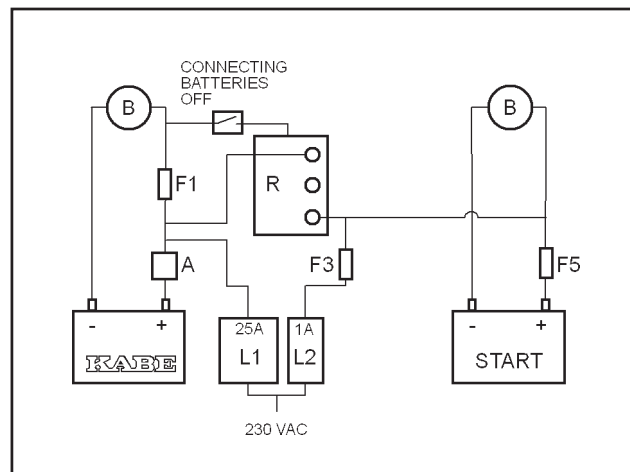 CONNECTING
BATTERIES
OFF
B
B
F1
R
A
F3
F5
- +
KABE
25A
L1
1A
L2
- +
START
230 VAC